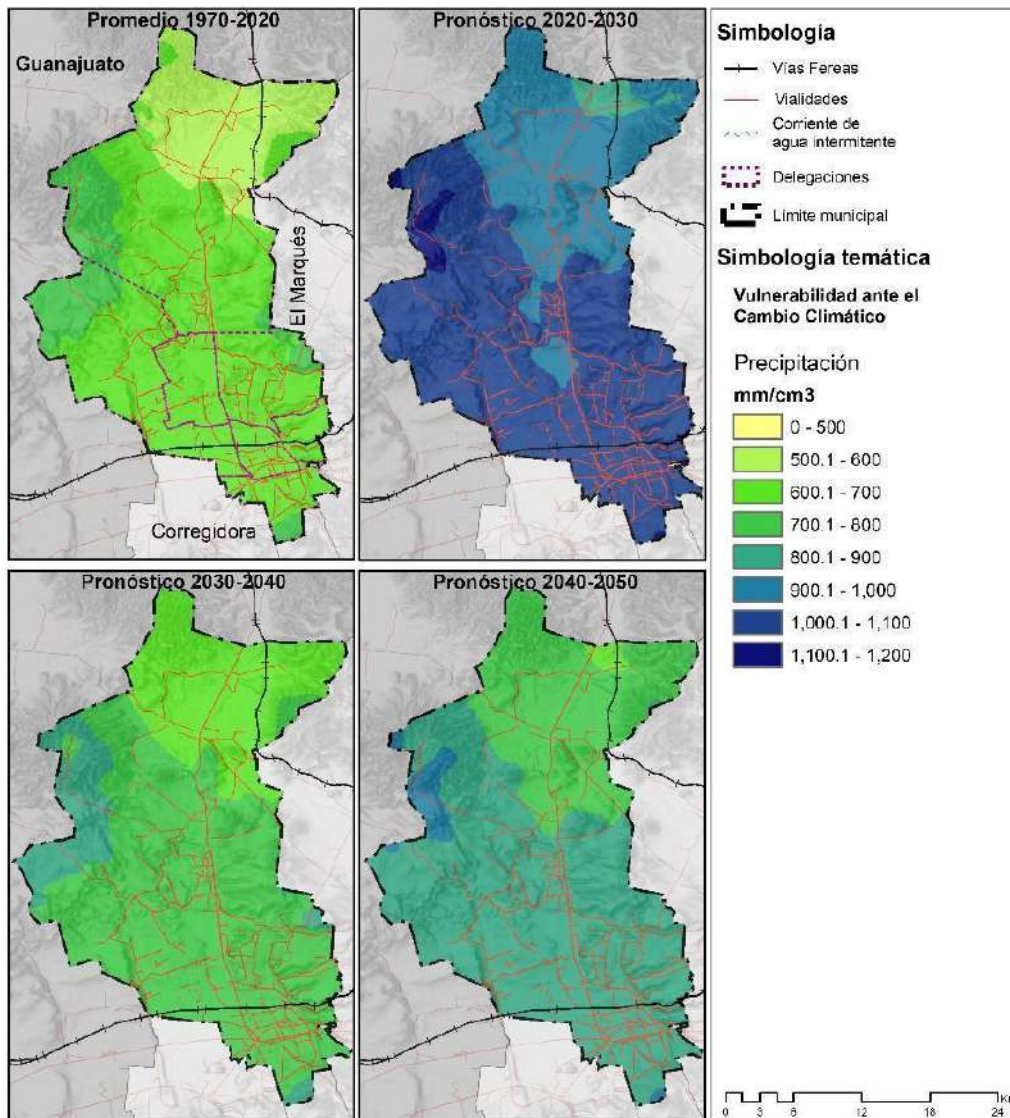 Promedio 1970-2020
Guanajuato
El Marqués
Corregidora
Pronóstico 2020-2030
Pronóstico 2030-2040
Pronóstico 2040-2050
Simbología
Vías Fereas
Vialidades
Corriente de
agua intermitente
Delegaciones
Límite municipal
Simbología temática
Vulnerabilidad ante el
Cambio Climático
Precipitación
mm/cm3
0 - 500
500.1 - 600
600.1 - 700
700.1 - 800
800.1 - 900
900.1 - 1,000
1,000.1 - 1,100
1,100.1 - 1,200
Km
0 3 6 12 18 24